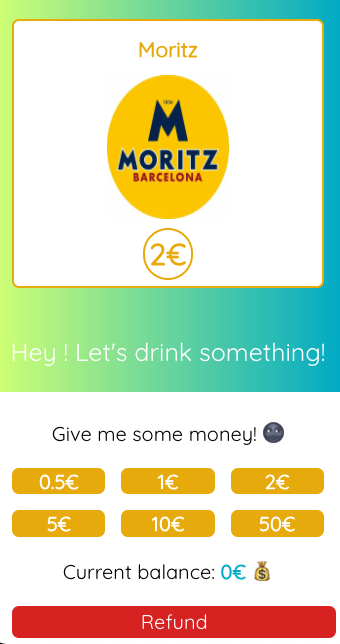 Moritz
M
MORITZ
BARCELONA
2€
Hey ! Let's drink something!
Give me some money! 🌚
0.5€ 1€ 2€
5€ 10€ 50€
Current balance: 0€ 💰
Refund